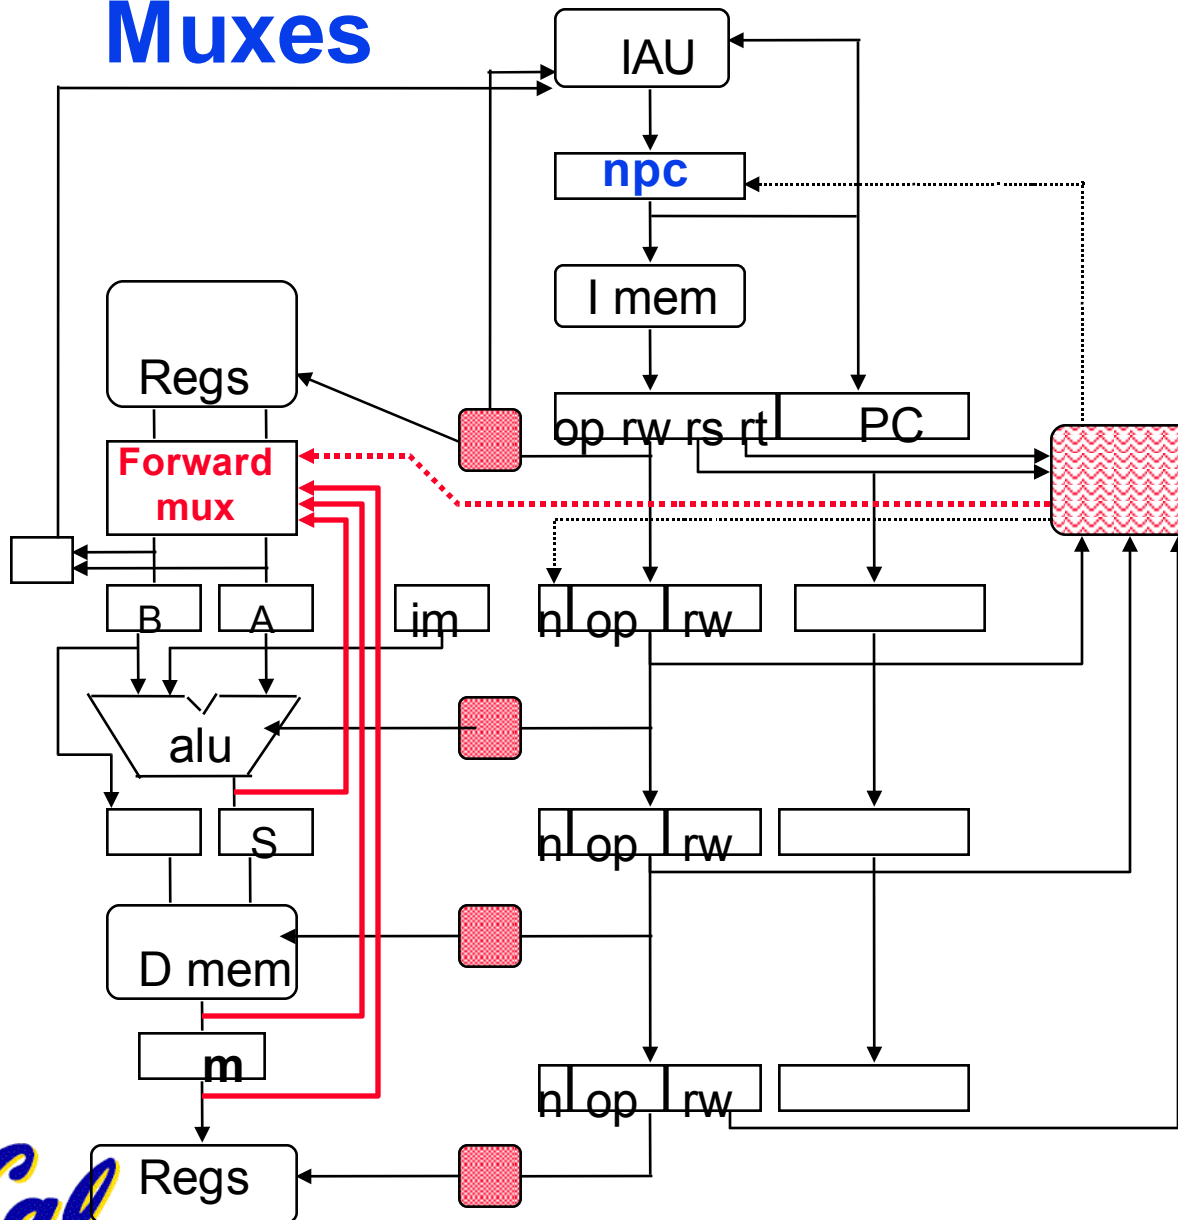 Muxes
IAU
npc
I mem
Regs
op rw rs rt
PC
Forward
mux
B
A
im
n op rw
alu
S
n op rw
D mem
m
n op rw
Regs
Cal